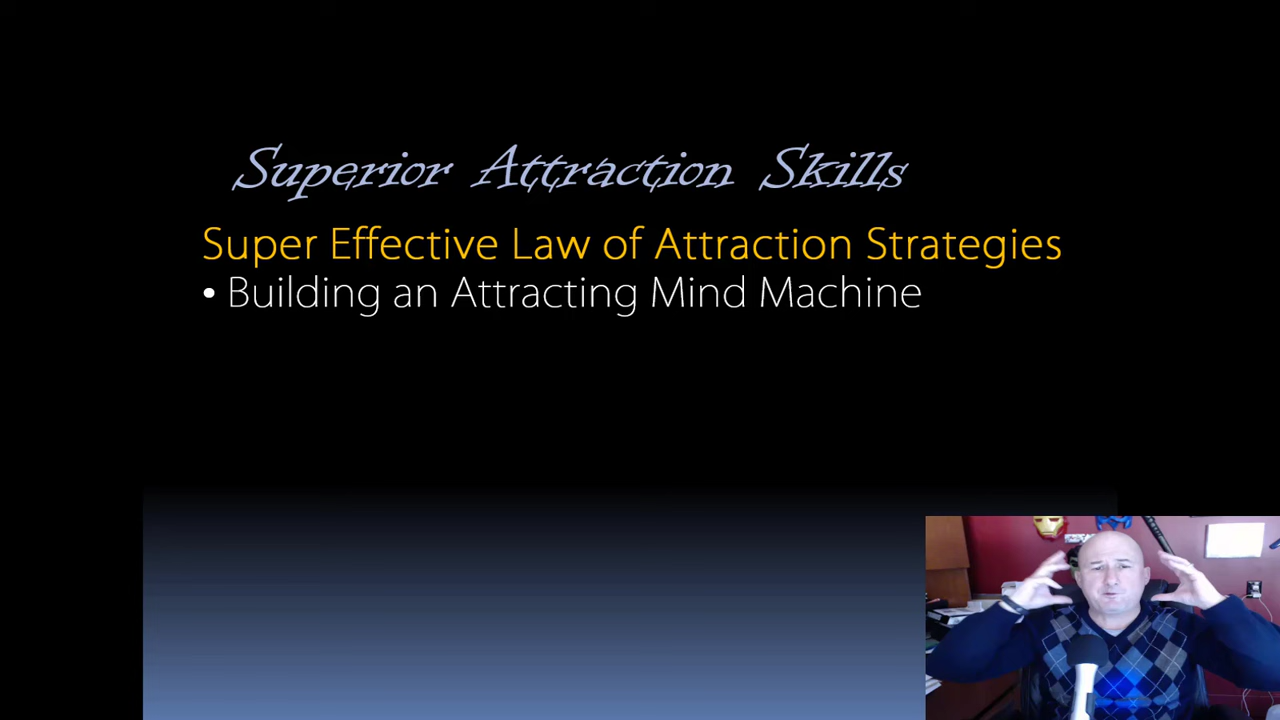 Superior Attraction Skills
Super Effective Law of Attraction Strategies
• Building an Attracting Mind Machine